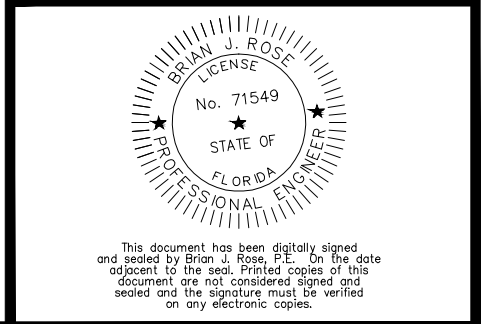 BRIAN J. ROSE
LICENSE
No. 71549
STATE OF
FLORIDA
PROFESSIONAL ENGINEER
This document has been digitally signed
and sealed by Brian J. Rose, P.E. On the date
adjacent to the seal. Printed copies of this
document are not considered signed and
sealed and the signature must be verified
on any electronic copies.